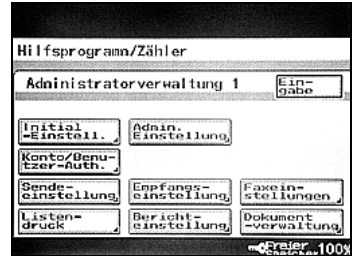 Hilfsprogramm/Zähler
Administratorverwaltung 1
Ein-
gabe
Initial
-Einstell.
Admin.
Einstellung
Konto/Benu-
tzer-Auth.
Sende-
einstellung
Empfangs-
einstellung
Faxein-
stellungen
Listen-
druck
Bericht-
einstellung
Dokument
-verwaltung
Freier
Speicher 100%